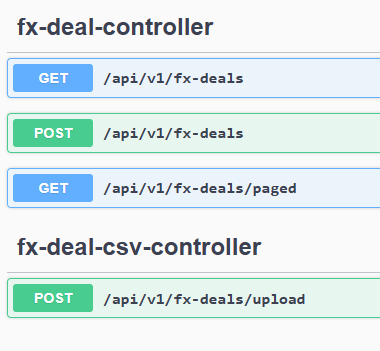 fx-deal-controller
GET /api/v1/fx-deals
POST /api/v1/fx-deals
GET /api/v1/fx-deals/paged
fx-deal-csv-controller
POST /api/v1/fx-deals/upload